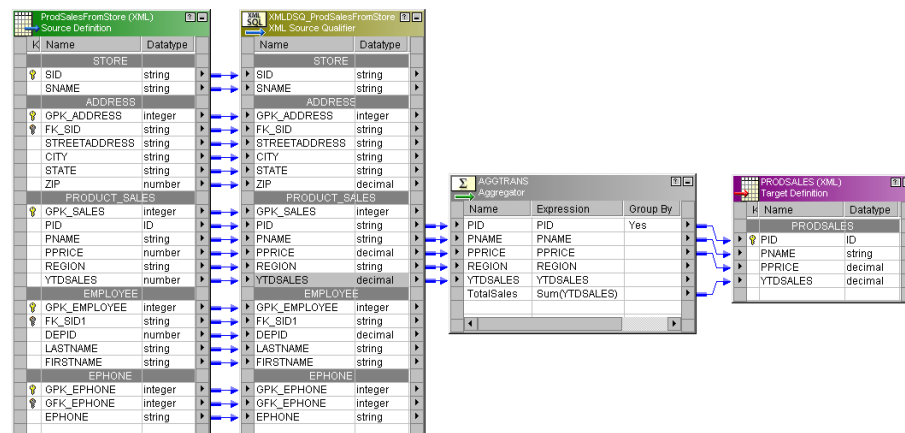 ProdSalesFromStore (XML)
Source Definition
K Name Datatype
STORE
SID string
SNAME string
ADDRESS
GPK_ADDRESS integer
FK_SID string
STREETADDRESS string
CITY string
STATE string
ZIP number
PRODUCT_SALES
GPK_SALES integer
PID ID
PNAME string
PPRICE number
REGION string
YTDSALES number
EMPLOYEE
GPK_EMPLOYEE integer
FK_SID1 string
DEPID number
LASTNAME string
FIRSTNAME string
EPHONE
GPK_EPHONE integer
GFK_EPHONE integer
EPHONE string
XML SQL
XMLDSQ_ProdSalesFromStore
XML Source Qualifier
Name Datatype
STORE
SID string
SNAME string
ADDRESS
GPK_ADDRESS integer
FK_SID string
STREETADDRESS string
CITY string
STATE string
ZIP decimal
PRODUCT_SALES
GPK_SALES integer
PID string
PNAME string
PPRICE decimal
REGION string
YTDSALES decimal
EMPLOYEE
GPK_EMPLOYEE integer
FK_SID1 string
DEPID decimal
LASTNAME string
FIRSTNAME string
EPHONE
GPK_EPHONE integer
GFK_EPHONE integer
EPHONE string
Σ AGGTRANS
Aggregator
Name Expression Group By
PID PID Yes
PNAME PNAME
PPRICE PPRICE
REGION REGION
YTDSALES YTDSALES
TotalSales Sum(YTDSALES)
PRODSALES (XML)
Target Definition
K Name Datatype
PRODSALES
PID ID
PNAME string
PPRICE decimal
YTDSALES decimal